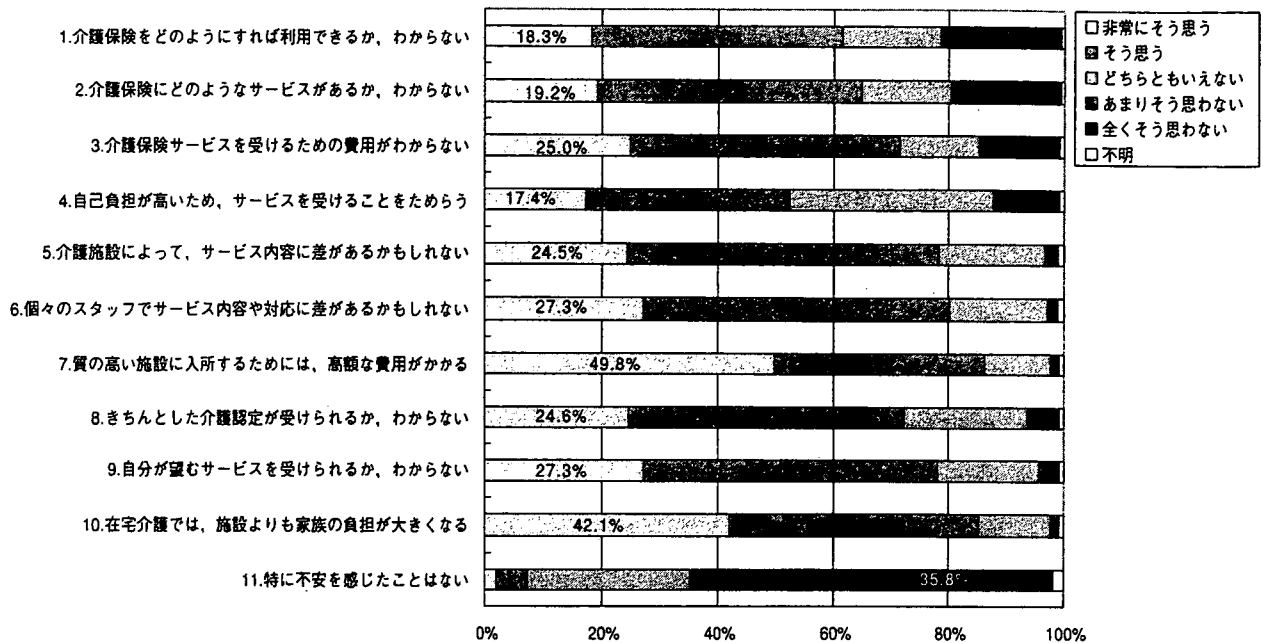 1.介護保険をどのようにすれば利用できるか，わからない
18.3%
2.介護保険にどのようなサービスがあるか，わからない
19.2%
3.介護保険サービスを受けるための費用がわからない
25.0%
4.自己負担が高いため，サービスを受けることをためらう
17.4%
5.介護施設によって，サービス内容に差があるかもしれない
24.5%
6.個々のスタッフでサービス内容や対応に差があるかもしれない
27.3%
7.質の高い施設に入所するためには，高額な費用がかかる
49.8%
8.きちんとした介護認定が受けられるか，わからない
24.6%
9.自分が望むサービスを受けられるか，わからない
27.3%
10.在宅介護では，施設よりも家族の負担が大きくなる
42.1%
11.特に不安を感じたことはない
35.8%
0% 20% 40% 60% 80% 100%
非常にそう思う
そう思う
どちらともいえない
あまりそう思わない
全くそう思わない
不明